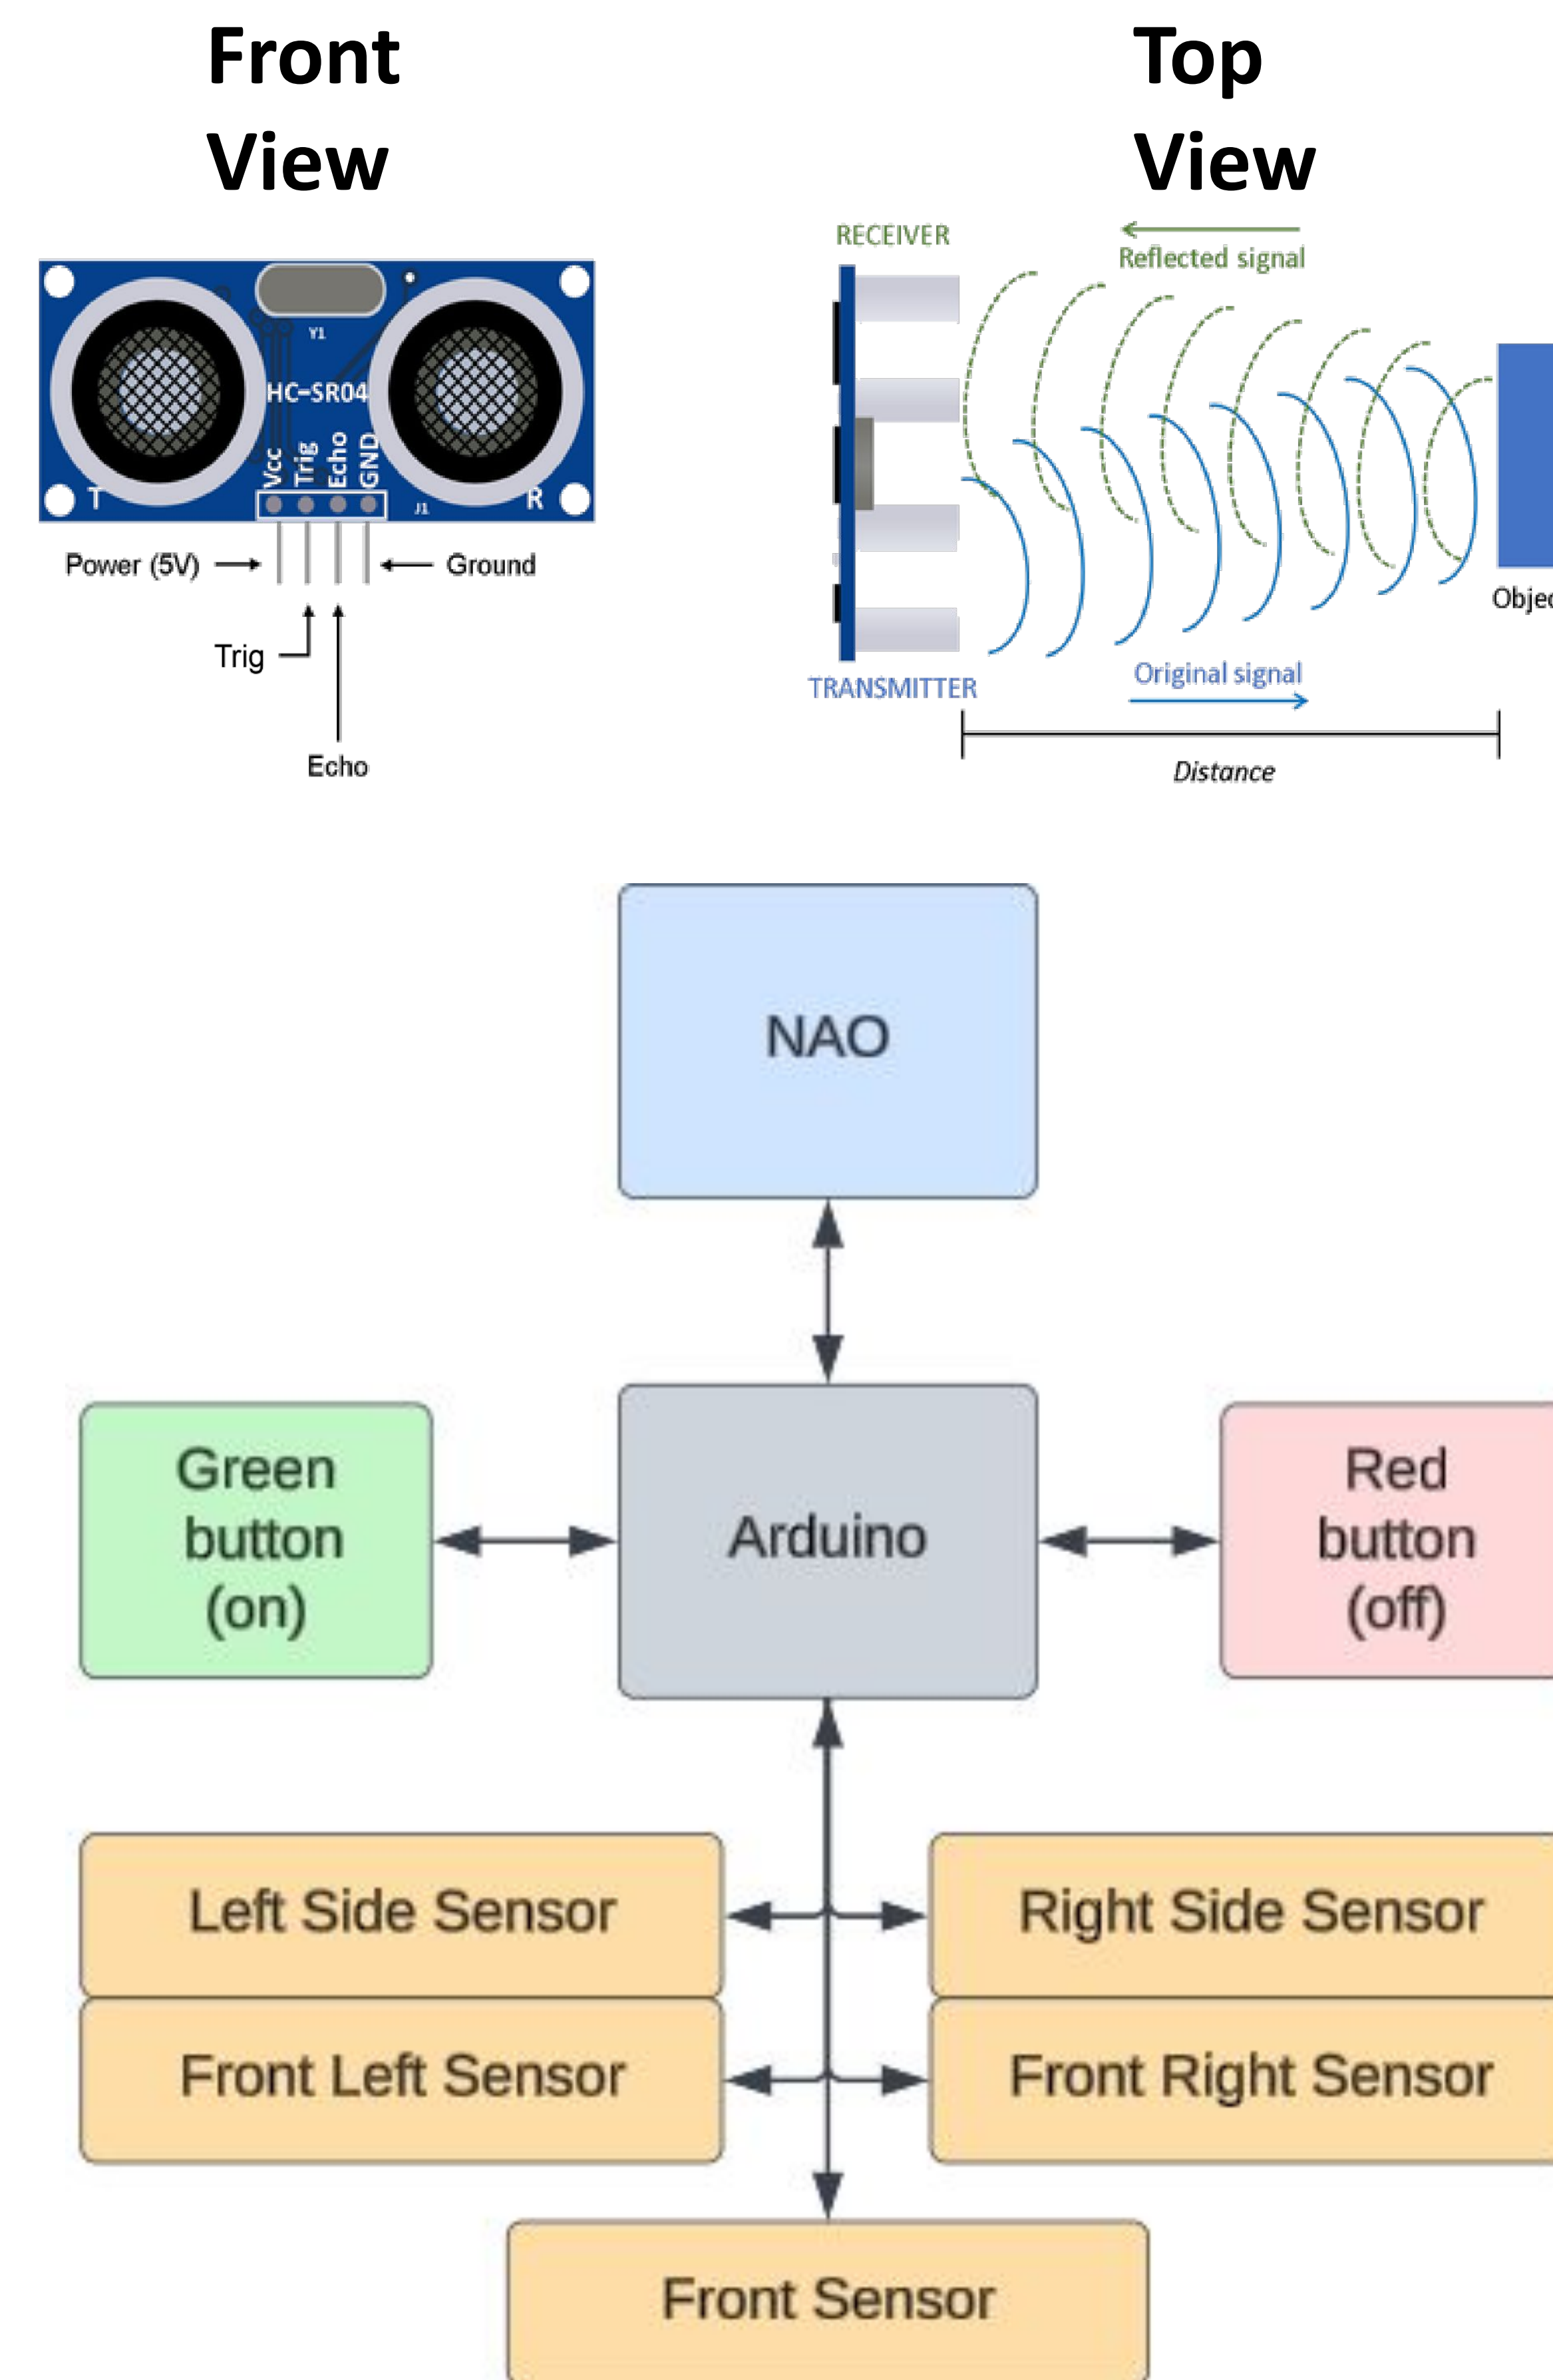 Front
View
Top
View
RECEIVER
Reflected signal
Y1
HC-SR04
Vcc
Trig
Echo
GND
T
J1
R
Power (5V)
Ground
Trig
Echo
TRANSMITTER
Original signal
Distance
Objec
NAO
Green
button
(on)
Arduino
Red
button
(off)
Left Side Sensor
Right Side Sensor
Front Left Sensor
Front Right Sensor
Front Sensor